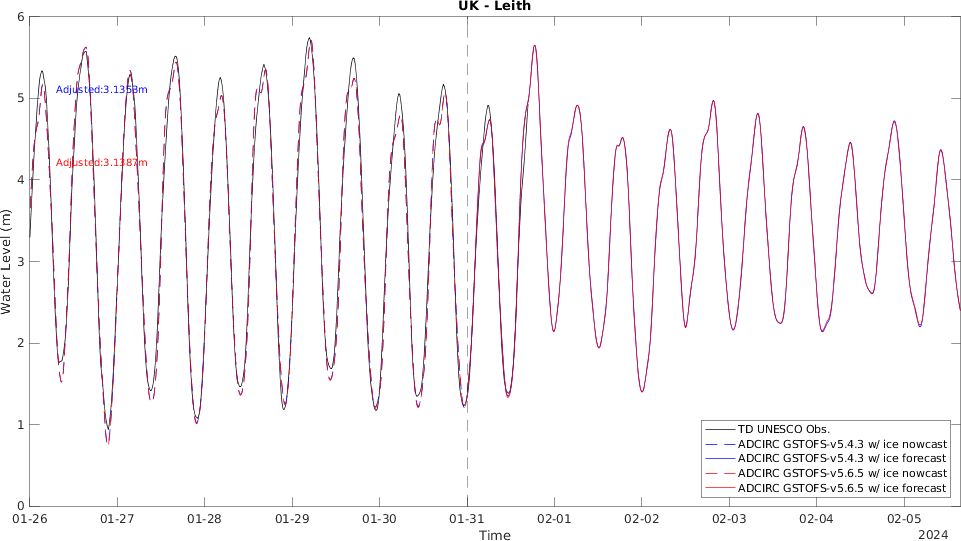 UK - Leith
6
5
4
3
2
1
0
Water Level (m)
Adjusted:3.1353m
Adjusted:3.1387m
TD UNESCO Obs.
ADCIRC GSTOFS-v5.4.3 w/ ice nowcast
ADCIRC GSTOFS-v5.4.3 w/ ice forecast
ADCIRC GSTOFS-v5.6.5 w/ ice nowcast
ADCIRC GSTOFS-v5.6.5 w/ ice forecast
01-26 01-27 01-28 01-29 01-30 01-31 02-01 02-02 02-03 02-04 02-05
Time
2024